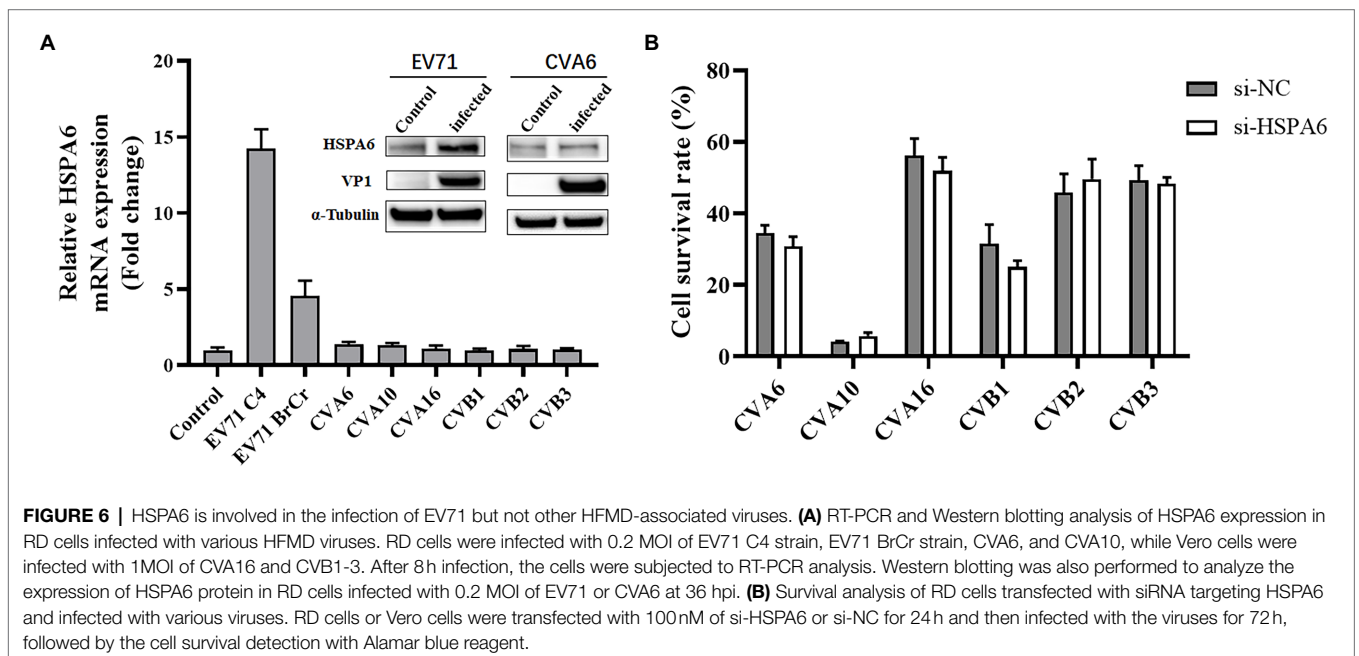 A
Relative HSPA6
mRNA expression
(Fold change)
20
15
10
5
0
Control
EV71 C4
EV71 BrCr
CVA6
CVA10
CVA16
CVB1
CVB2
CVB3
EV71
CVA6
Control
infected
Control
infected
HSPA6
VP1
α-Tubulin
B
Cell survival rate (%)
80
60
40
20
0
CVA6
CVA10
CVA16
CVB1
CVB2
CVB3
si-NC
si-HSPA6
FIGURE 6 | HSPA6 is involved in the infection of EV71 but not other HFMD-associated viruses. (A) RT-PCR and Western blotting analysis of HSPA6 expression in
RD cells infected with various HFMD viruses. RD cells were infected with 0.2 MOI of EV71 C4 strain, EV71 BrCr strain, CVA6, and CVA10, while Vero cells were
infected with 1MOI of CVA16 and CVB1-3. After 8h infection, the cells were subjected to RT-PCR analysis. Western blotting was also performed to analyze the
expression of HSPA6 protein in RD cells infected with 0.2 MOI of EV71 or CVA6 at 36 hpi. (B) Survival analysis of RD cells transfected with siRNA targeting HSPA6
and infected with various viruses. RD cells or Vero cells were transfected with 100nM of si-HSPA6 or si-NC for 24h and then infected with the viruses for 72h,
followed by the cell survival detection with Alamar blue reagent.